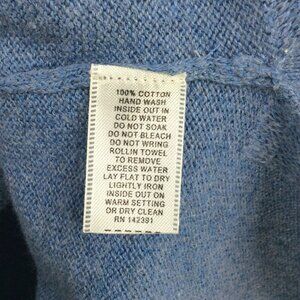 100% COTTON
HAND WASH
INSIDE OUT IN
COLD WATER
DO NOT SOAK
DO NOT BLEACH
DO NOT WRING
ROLLIN TOWEL
TO REMOVE
EXCESS WATER
LAY FLAT TO DRY
LIGHTLY IRON
INSIDE OUT ON
WARM SETTING
OR DRY CLEAN
RN 142391